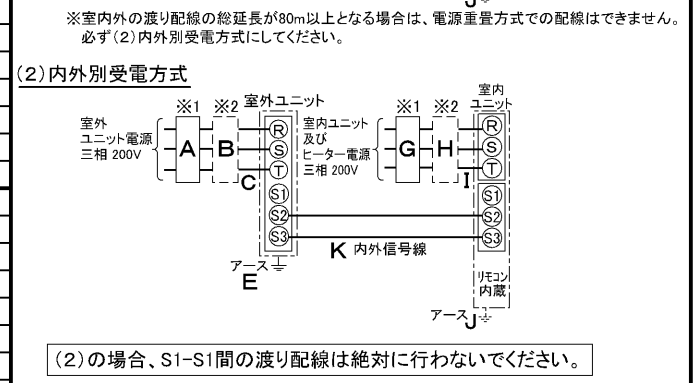 ※室内外の渡り配線の総延長が80m以上となる場合は、電源重畳方式での配線はできません。
必ず(2)内外別受電方式にしてください。
(2)内外別受電方式
※1 ※2 室外ユニット
室外
ユニット電源
三相 200V
A B
R
S
T
C
S1
S2
S3
アース
E
※1 ※2
室内
ユニット
室内ユニット
及び
ヒーター電源
三相 200V
G H
R
S
T
I
S1
S2
S3
K 内外信号線
リモコン
内蔵
アース J
(2)の場合、S1-S1間の渡り配線は絶対に行わないでください。